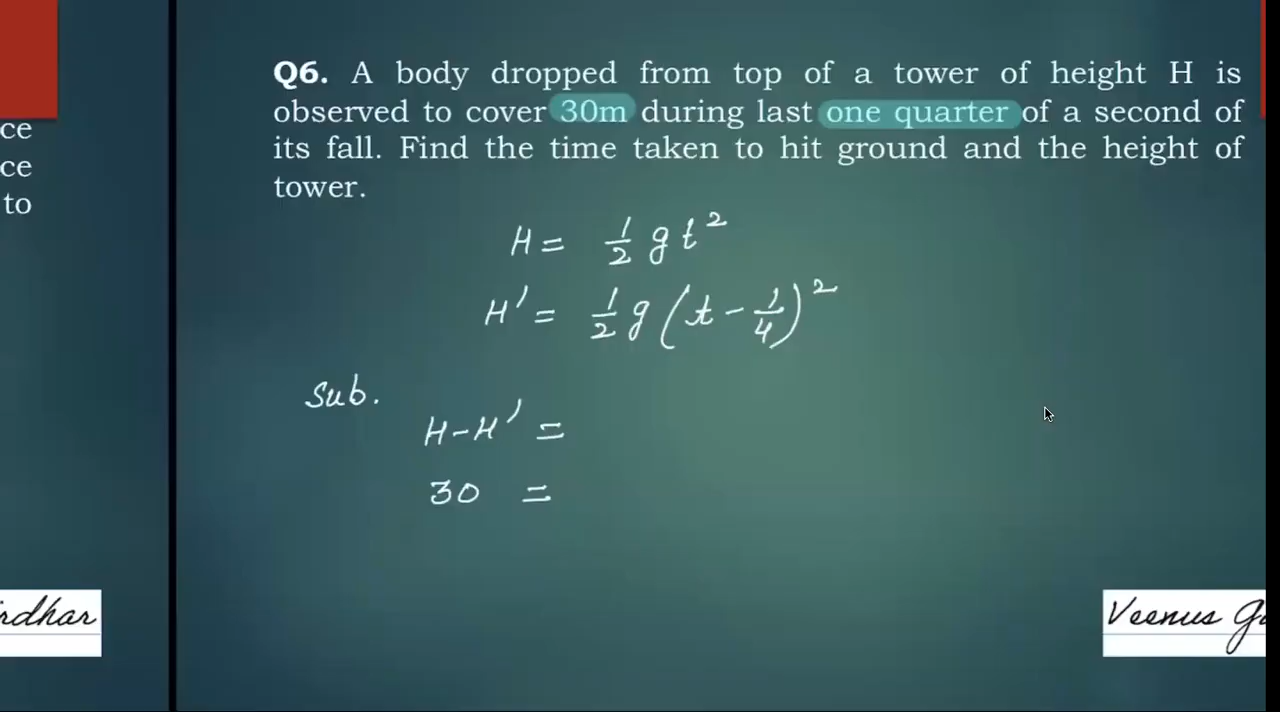 ce
ce
to
Q6. A body dropped from top of a tower of height H is
observed to cover 30m during last one quarter of a second of
its fall. Find the time taken to hit ground and the height of
tower.
H = 1/2 g t²
H' = 1/2 g (t - 1/4)²
Sub.
H-H' =
30 =
rdhar
Veenus G